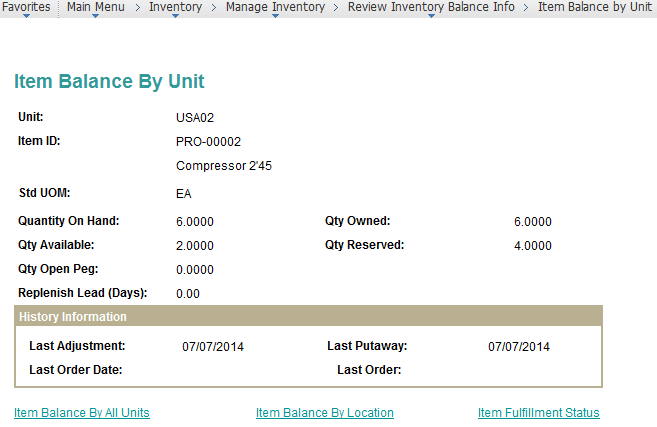 Favorites Main Menu > Inventory > Manage Inventory > Review Inventory Balance Info > Item Balance by Unit
Item Balance By Unit
Unit: USA02
Item ID: PRO-00002
Compressor 2'45
Std UOM: EA
Quantity On Hand: 6.0000 Qty Owned: 6.0000
Qty Available: 2.0000 Qty Reserved: 4.0000
Qty Open Peg: 0.0000
Replenish Lead (Days): 0.00
History Information
Last Adjustment: 07/07/2014 Last Putaway: 07/07/2014
Last Order Date: Last Order:
Item Balance By All Units Item Balance By Location Item Fulfillment Status